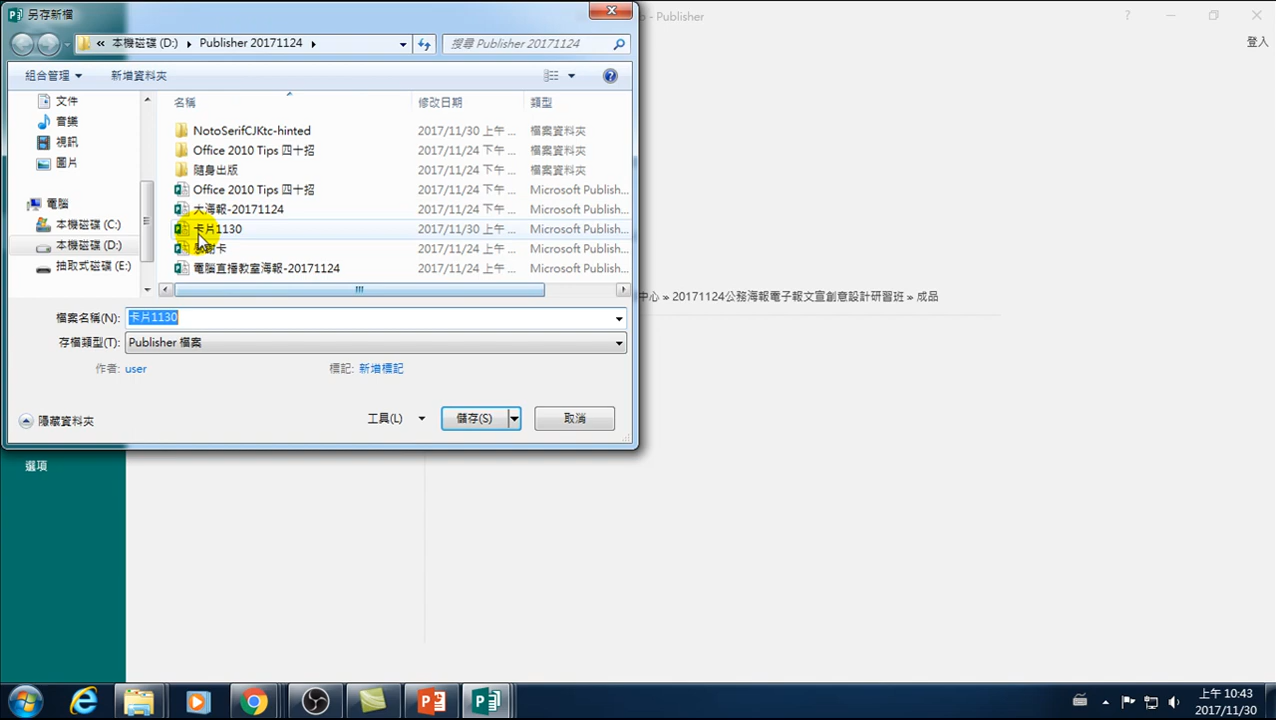 另存新檔
- Publisher
登入
« 本機磁碟 (D:) ▸ Publisher 20171124 ▸
搜尋 Publisher 20171124
組合管理 ▼ 新增資料夾
名稱 修改日期 類型
文件
音樂
視訊
圖片
電腦
本機磁碟 (C:)
本機磁碟 (D:)
抽取式磁碟 (E:)
NotoSerifCJKtc-hinted 2017/11/30 上午 ... 檔案資料夾
Office 2010 Tips 四十招 2017/11/24 下午 ... 檔案資料夾
隨身出版 2017/11/24 下午 ... 檔案資料夾
Office 2010 Tips 四十招 2017/11/24 下午 ... Microsoft Publish...
大海報-20171124 2017/11/24 下午 ... Microsoft Publish...
卡片1130 2017/11/30 上午 ... Microsoft Publish...
謝卡 2017/11/24 下午 ... Microsoft Publish...
電腦直播教室海報-20171124 2017/11/24 下午 ... Microsoft Publish...
中心 » 20171124公務海報電子報文宣創意設計研習班 » 成品
檔案名稱(N): 卡片1130
存檔類型(T): Publisher 檔案
作者: user 標記: 新增標記
隱藏資料夾 工具(L) 儲存(S) 取消
選項
上午 10:43
2017/11/30